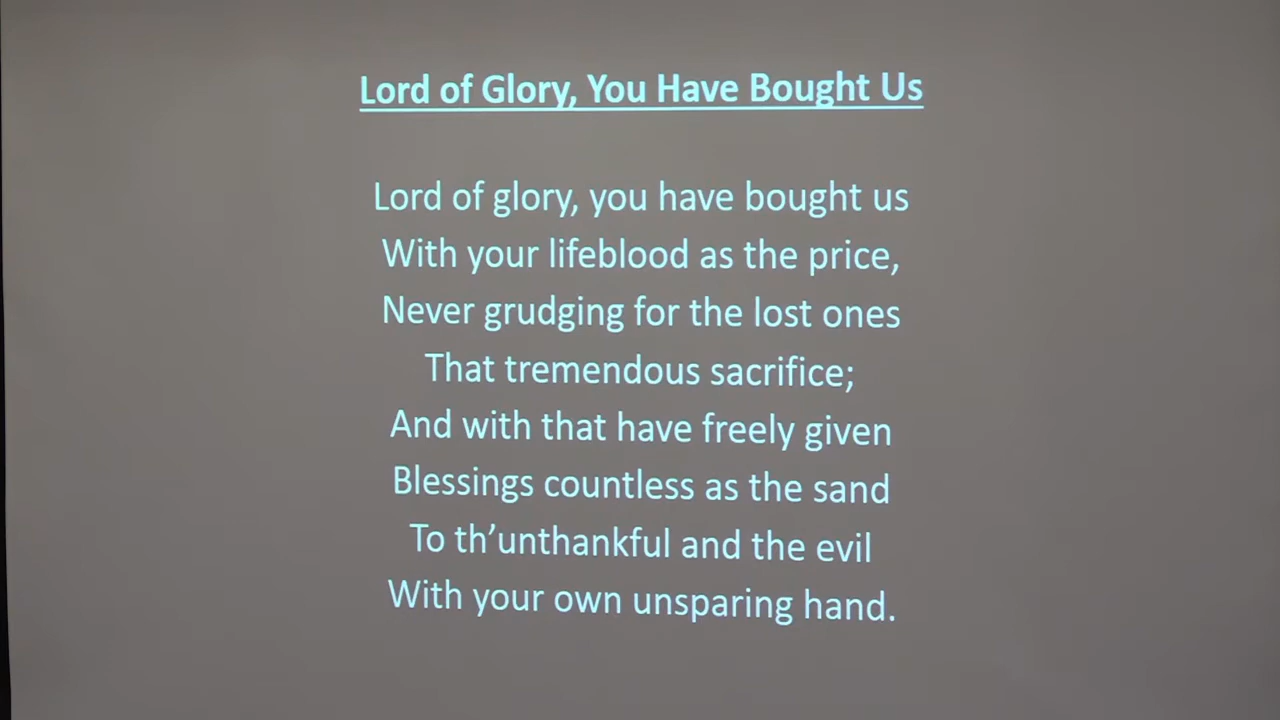 Lord of Glory, You Have Bought Us
Lord of glory, you have bought us
With your lifeblood as the price,
Never grudging for the lost ones
That tremendous sacrifice;
And with that have freely given
Blessings countless as the sand
To th’unthankful and the evil
With your own unsparing hand.